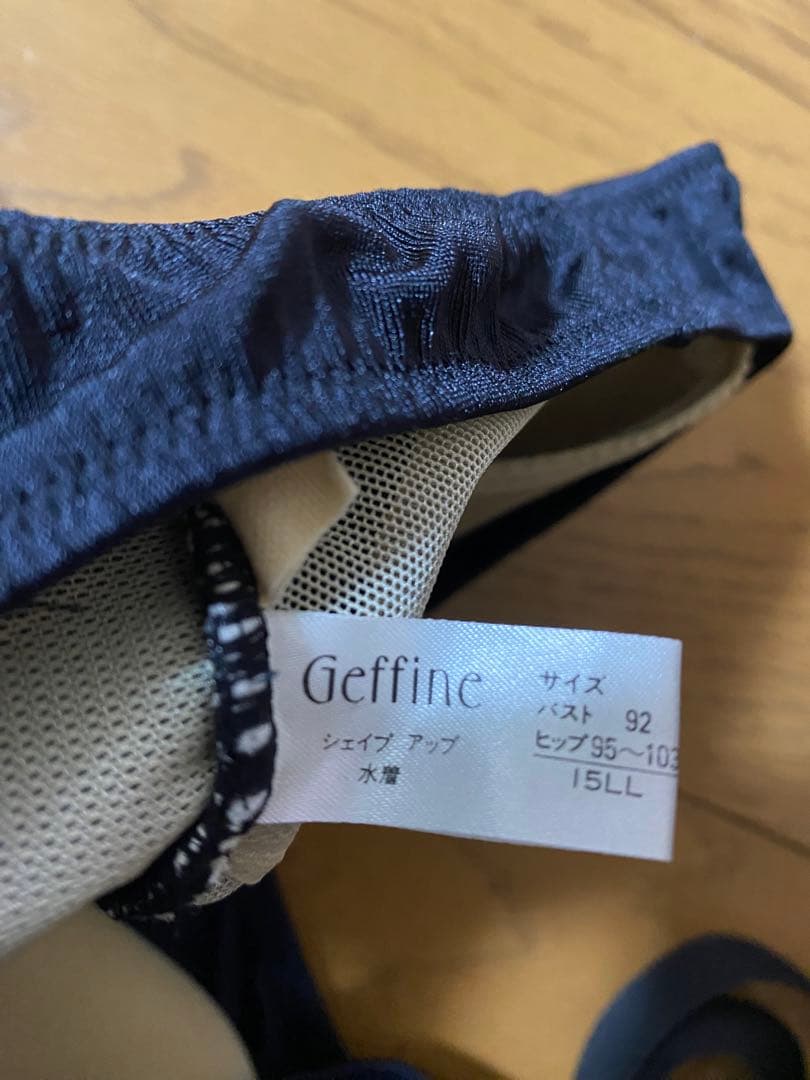 Geffine
シェイプ アップ
水着
サイズ
バスト 92
ヒップ 95～103
15LL